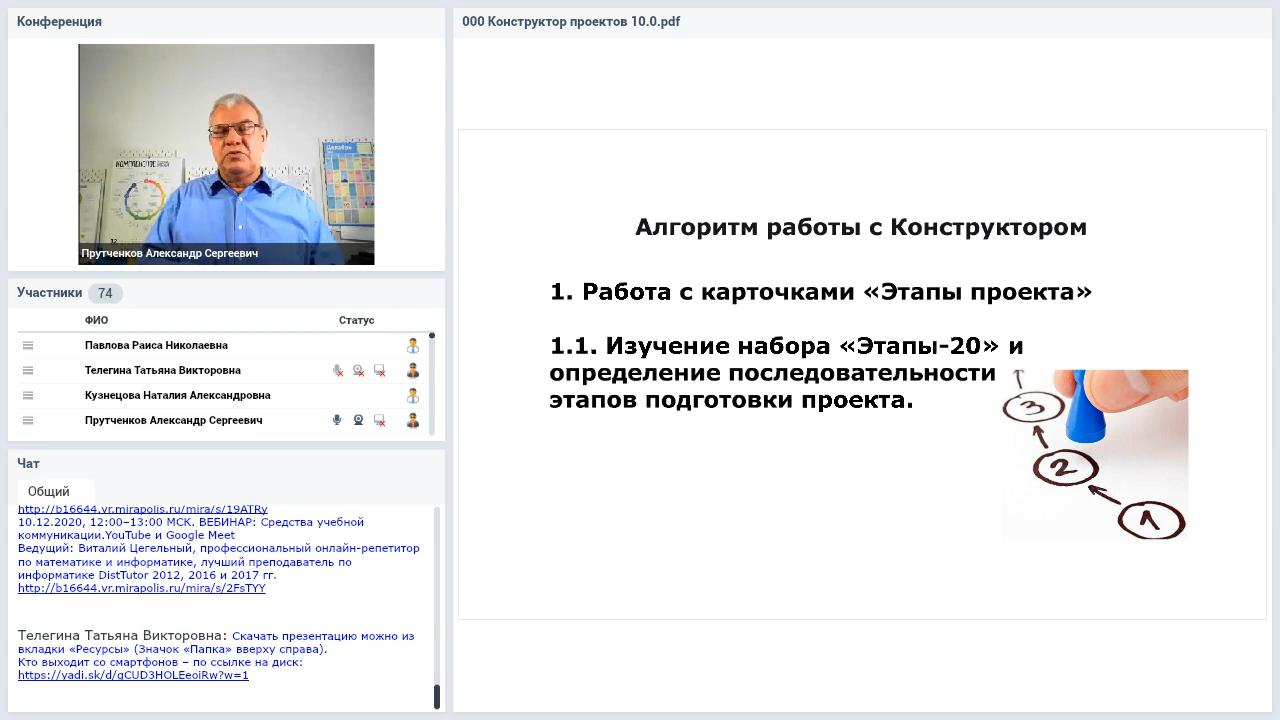 Конференция
КОМПЛЕКСНЫЕ
Декабрь
Прутченков Александр Сергеевич
Участники 74
ФИО Статус
Павлова Раиса Николаевна
Телегина Татьяна Викторовна
Кузнецова Наталия Александровна
Прутченков Александр Сергеевич
Чат
Общий
http://b16644.vr.mirapolis.ru/mira/s/19ATRy
10.12.2020, 12:00–13:00 МСК. ВЕБИНАР: Средства учебной
коммуникации.YouTube и Google Meet
Ведущий: Виталий Цегельный, профессиональный онлайн-репетитор
по математике и информатике, лучший преподаватель по
информатике DistTutor 2012, 2016 и 2017 гг.
http://b16644.vr.mirapolis.ru/mira/s/2FsTYY
Телегина Татьяна Викторовна: Скачать презентацию можно из
вкладки «Ресурсы» (Значок «Папка» вверху справа).
Кто выходит со смартфонов – по ссылке на диск:
https://yadi.sk/d/gCUD3HOLEeoiRw?w=1
000 Конструктор проектов 10.0.pdf
Алгоритм работы с Конструктором
1. Работа с карточками «Этапы проекта»
1.1. Изучение набора «Этапы-20» и
определение последовательности
этапов подготовки проекта.
3
2
1